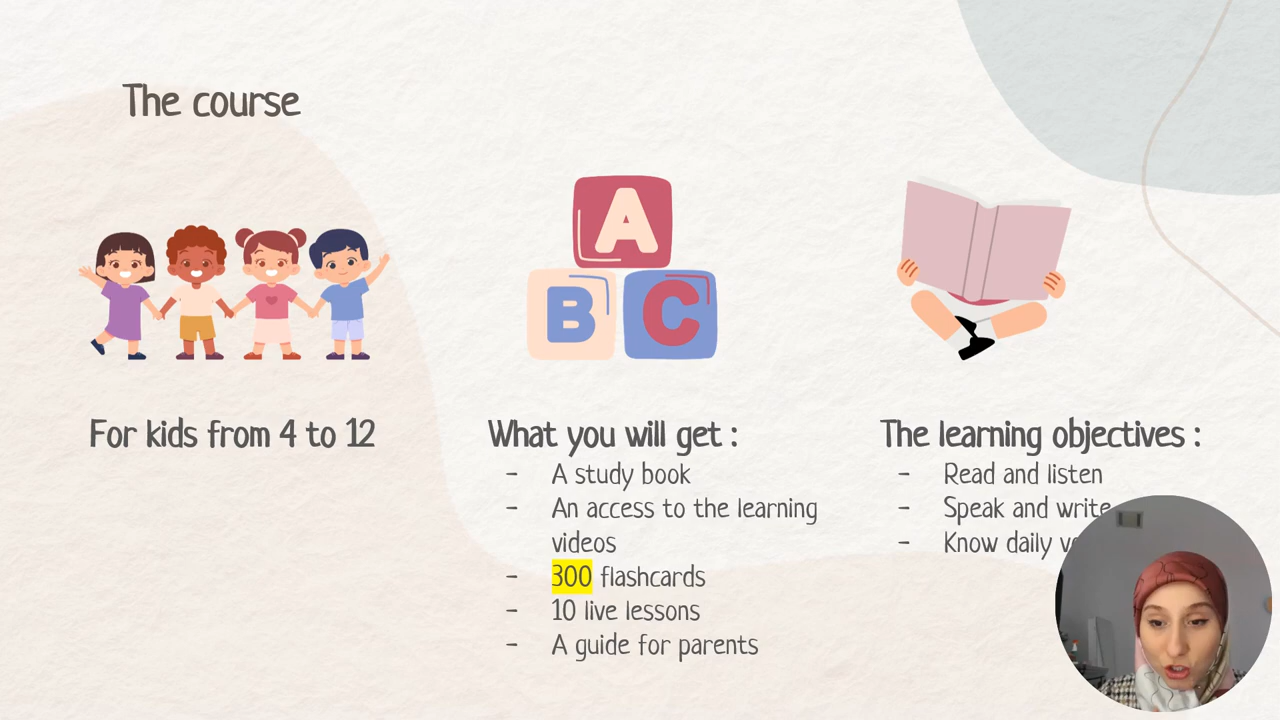 The course
A
B C
For kids from 4 to 12
What you will get :
- A study book
- An access to the learning
videos
- 300 flashcards
- 10 live lessons
- A guide for parents
The learning objectives :
- Read and listen
- Speak and write
- Know daily